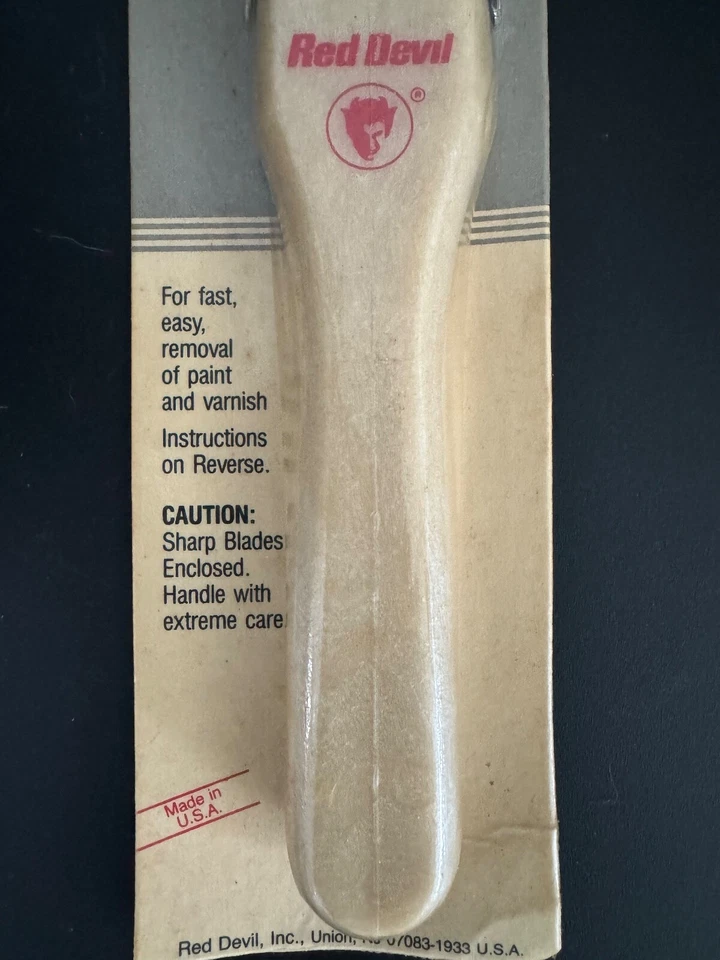 Red Devil
®
For fast,
easy,
removal
of paint
and varnish
Instructions
on Reverse.
CAUTION:
Sharp Blades
Enclosed.
Handle with
extreme care
Made in
U.S.A.
Red Devil, Inc., Union, 07083-1933 U.S.A.